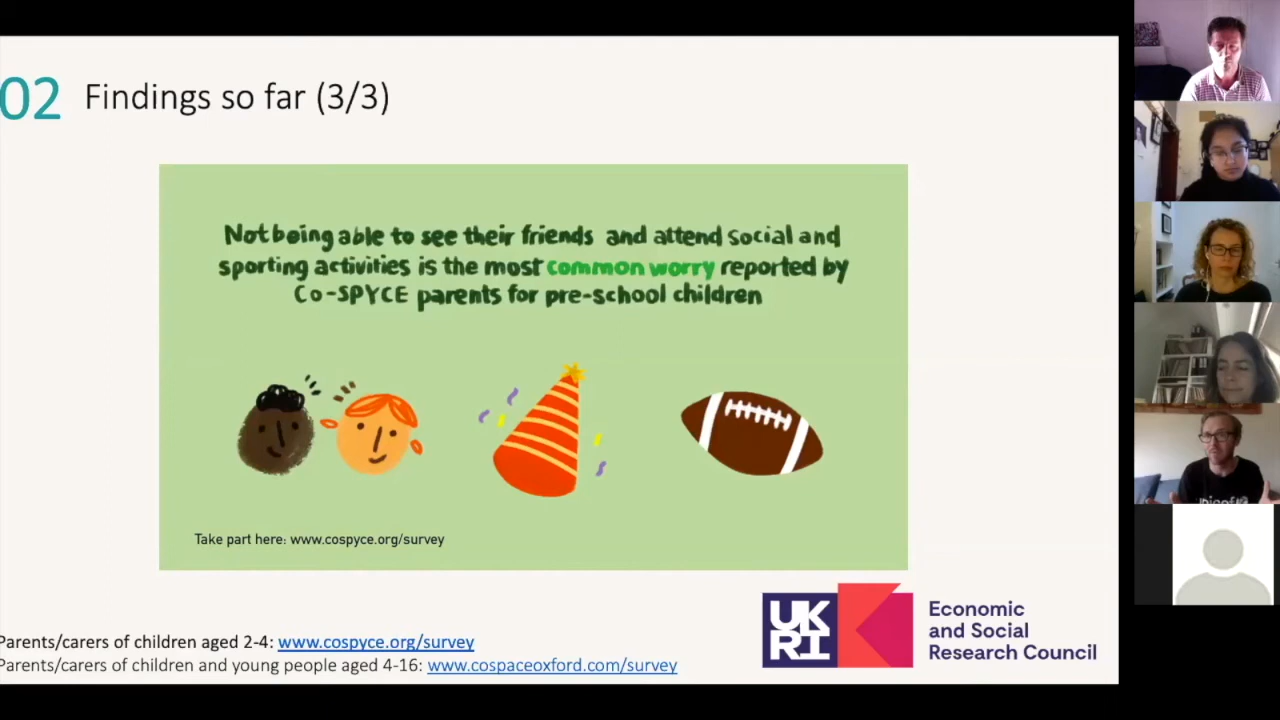 02 Findings so far (3/3)
Not being able to see their friends and attend social and
sporting activities is the most common worry reported by
Co-SPYCE parents for pre-school children
Take part here: www.cospyce.org/survey
UK
RI
Economic
and Social
Research Council
Parents/carers of children aged 2-4: www.cospyce.org/survey
Parents/carers of children and young people aged 4-16: www.cospaceoxford.com/survey
unicef